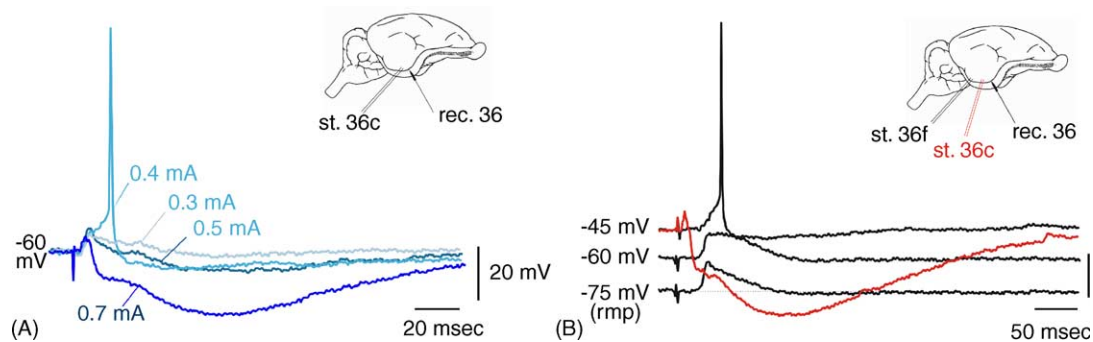 st. 36c
rec. 36
0.4 mA
0.3 mA
0.5 mA
-60
mV
0.7 mA
20 mV
20 msec
(A)
st. 36f
st. 36c
rec. 36
-45 mV
-60 mV
-75 mV
(rmp)
50 msec
(B)